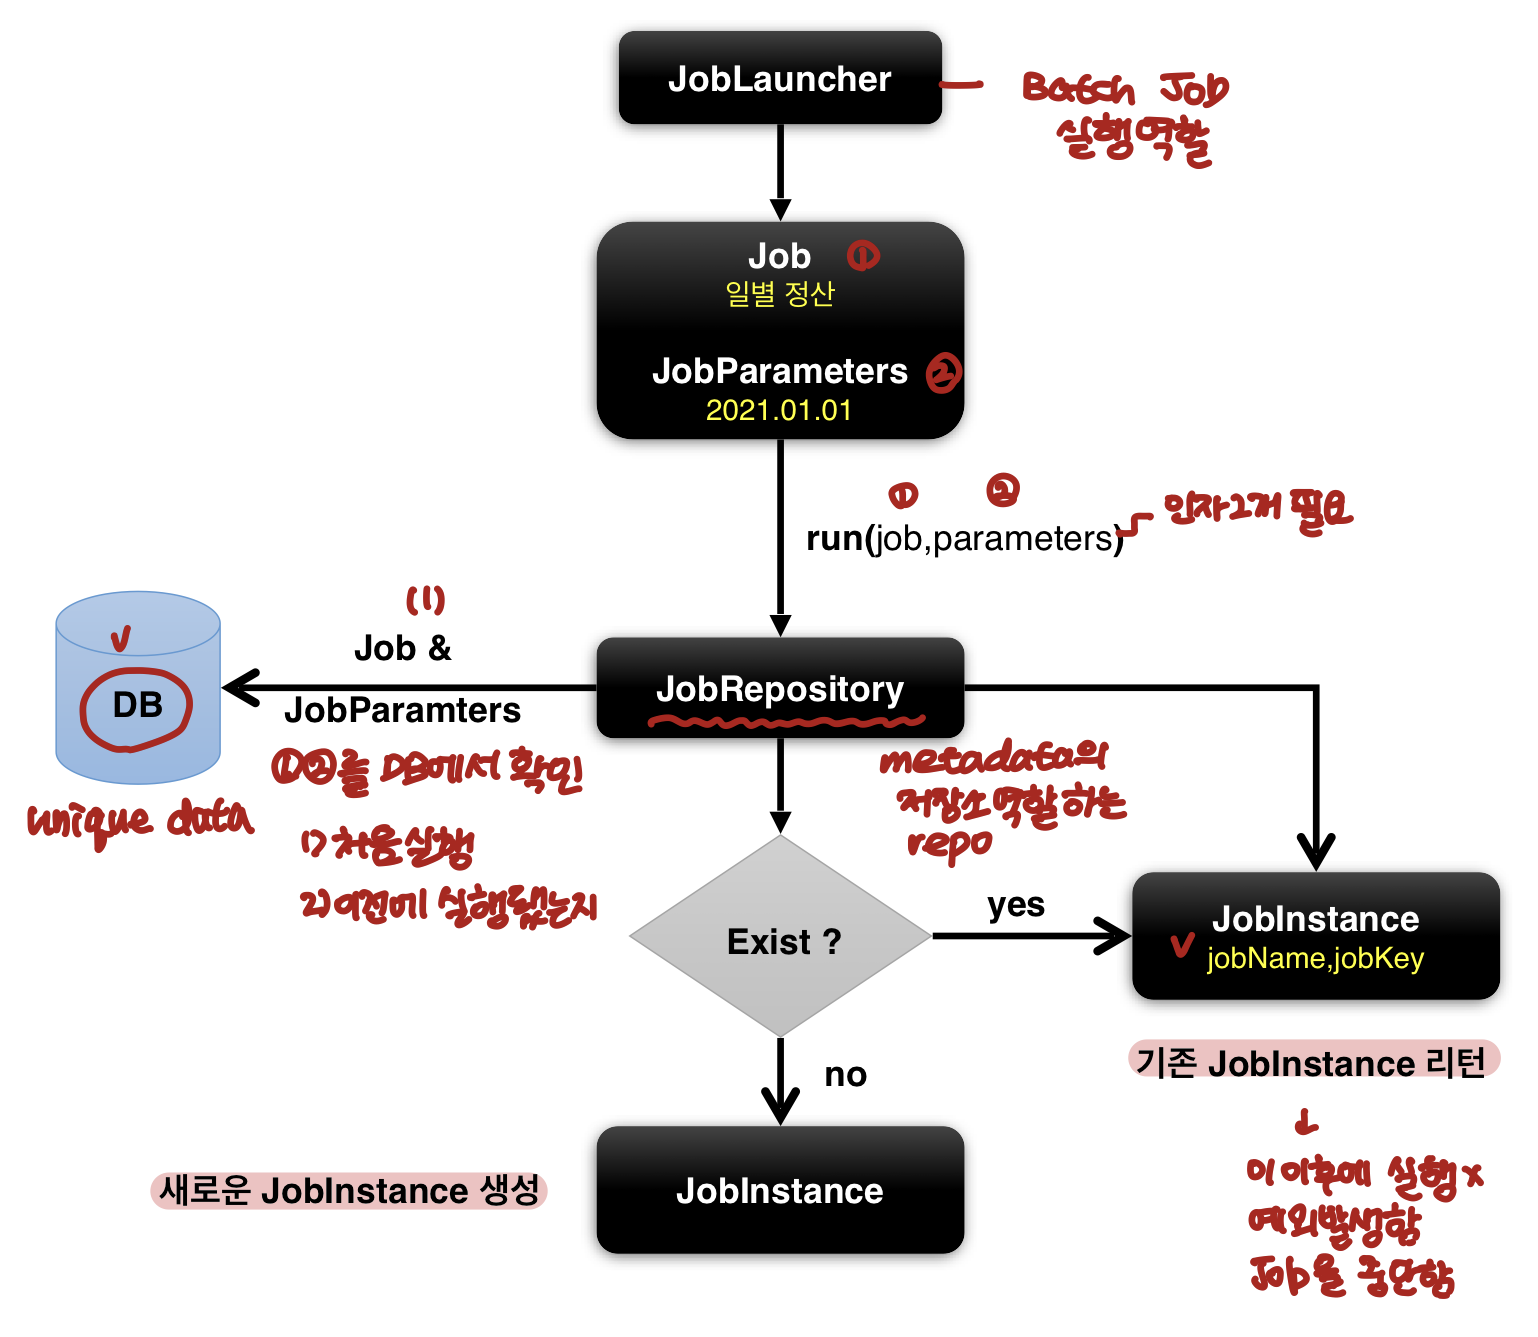 JobLauncher
Batch Job
실행역할
Job ①
일별 정산
JobParameters ②
2021.01.01
① ②
run(job,parameters)
인자2개 필요
(1)
Job &
JobParamters
DB
unique data
①②를 DB에서 확인
1) 처음실행
2) 이전에 실행됐는지
JobRepository
metadata의
저장소 역할 하는
repo
Exist ?
yes
JobInstance
jobName,jobKey
기존 JobInstance 리턴
이 이후에 실행x
예외발생함
Job을 중단함
no
JobInstance
새로운 JobInstance 생성